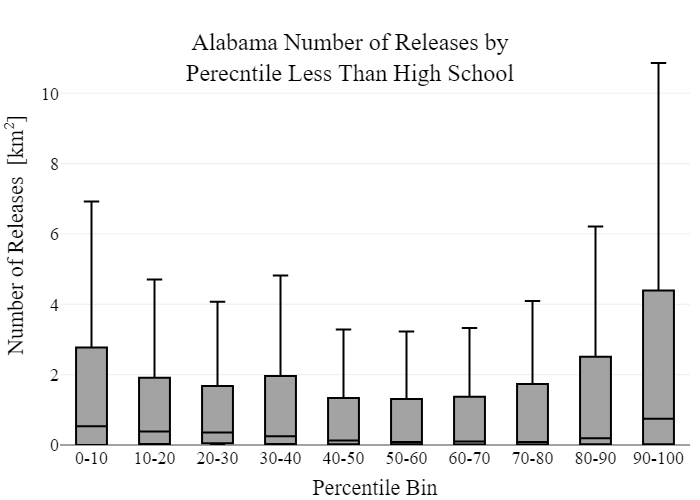 Alabama Number of Releases by
Perecntile Less Than High School
Number of Releases [km²]
10
8
6
4
2
0
0-10 10-20 20-30 30-40 40-50 50-60 60-70 70-80 80-90 90-100
Percentile Bin